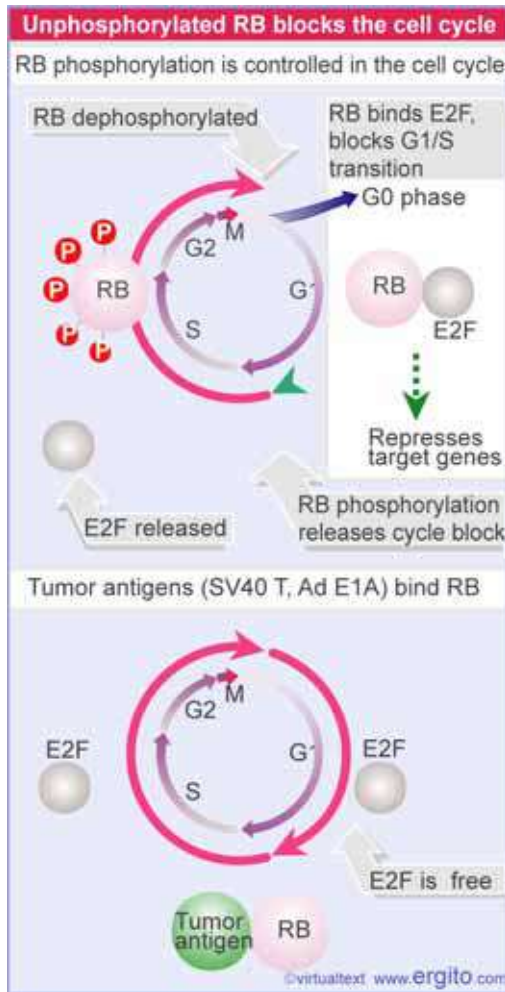 Unphosphorylated RB blocks the cell cycle
RB phosphorylation is controlled in the cell cycle
RB dephosphorylated
RB binds E2F,
blocks G1/S
transition
G0 phase
M
G2
G1
S
P
P
P
P
P
RB
RB
E2F
Represses
target genes
E2F released
RB phosphorylation
releases cycle block
Tumor antigens (SV40 T, Ad E1A) bind RB
M
G2
G1
S
E2F
E2F
E2F is free
Tumor
antigen
RB
©virtualtext www.ergito.com